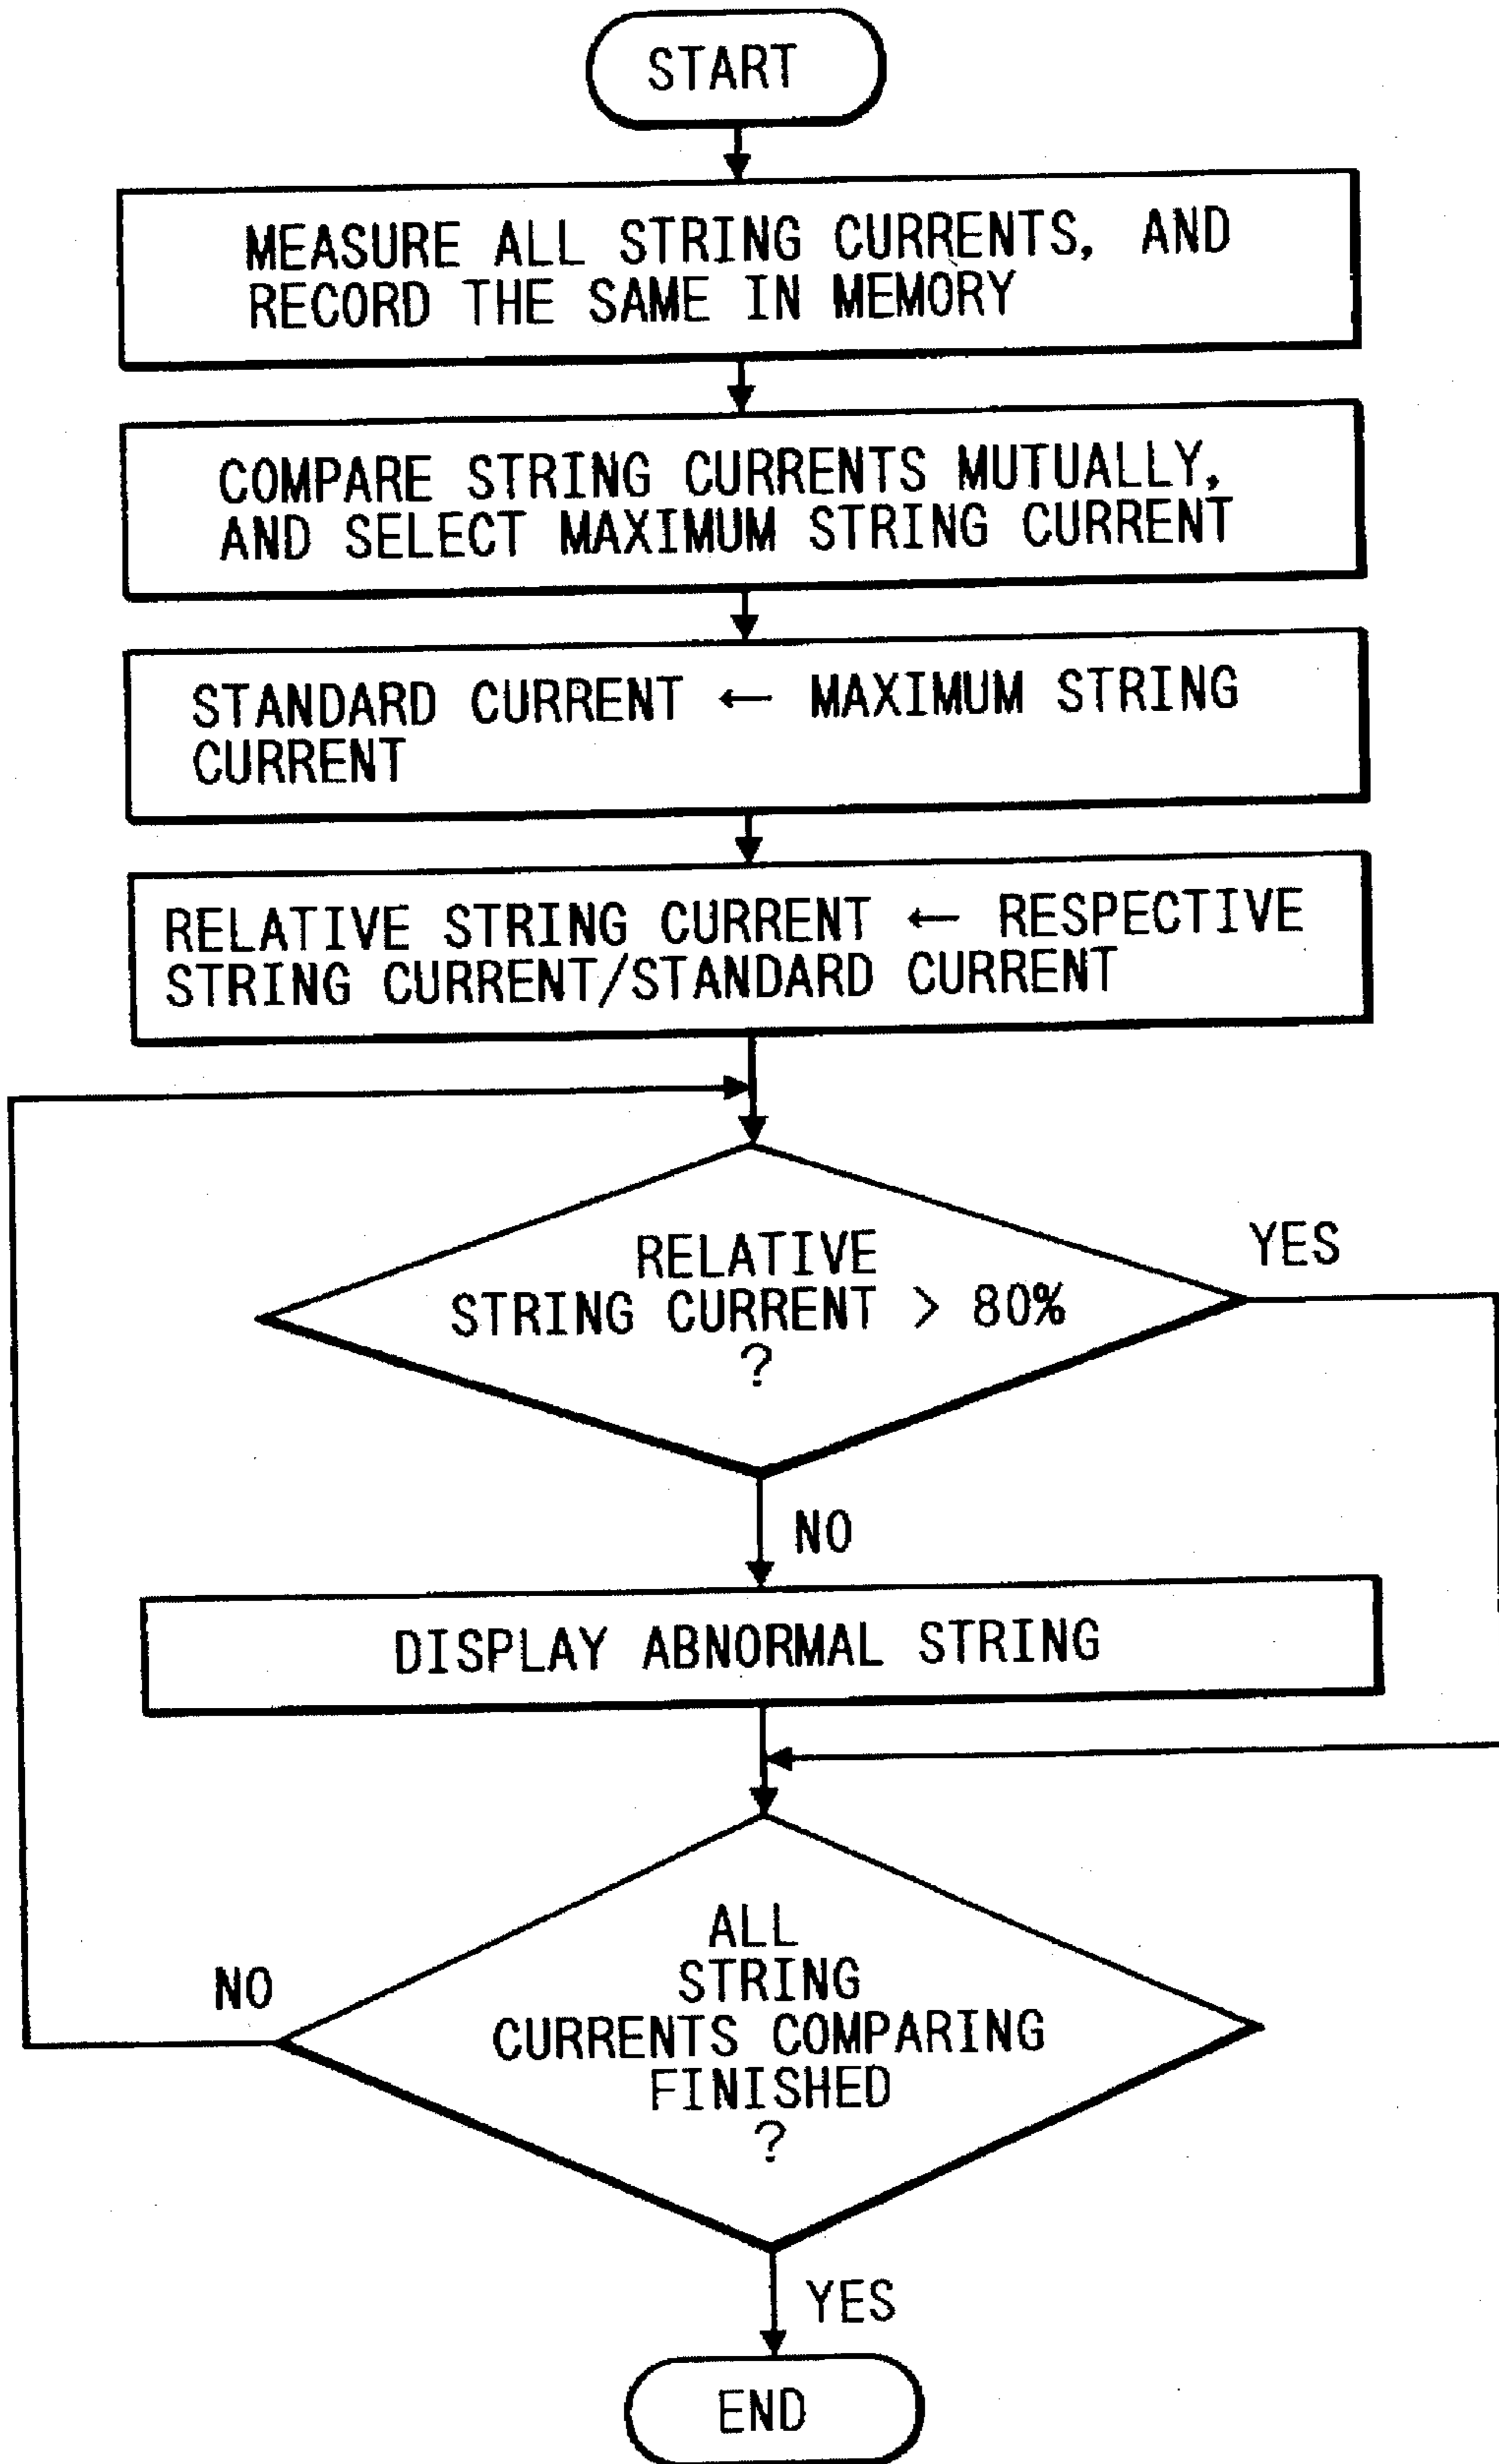 START
MEASURE ALL STRING CURRENTS, AND
RECORD THE SAME IN MEMORY
COMPARE STRING CURRENTS MUTUALLY,
AND SELECT MAXIMUM STRING CURRENT
STANDARD CURRENT ← MAXIMUM STRING
CURRENT
RELATIVE STRING CURRENT ← RESPECTIVE
STRING CURRENT/STANDARD CURRENT
RELATIVE
STRING CURRENT > 80%
?
YES
NO
DISPLAY ABNORMAL STRING
ALL
STRING
CURRENTS COMPARING
FINISHED
?
NO
YES
END